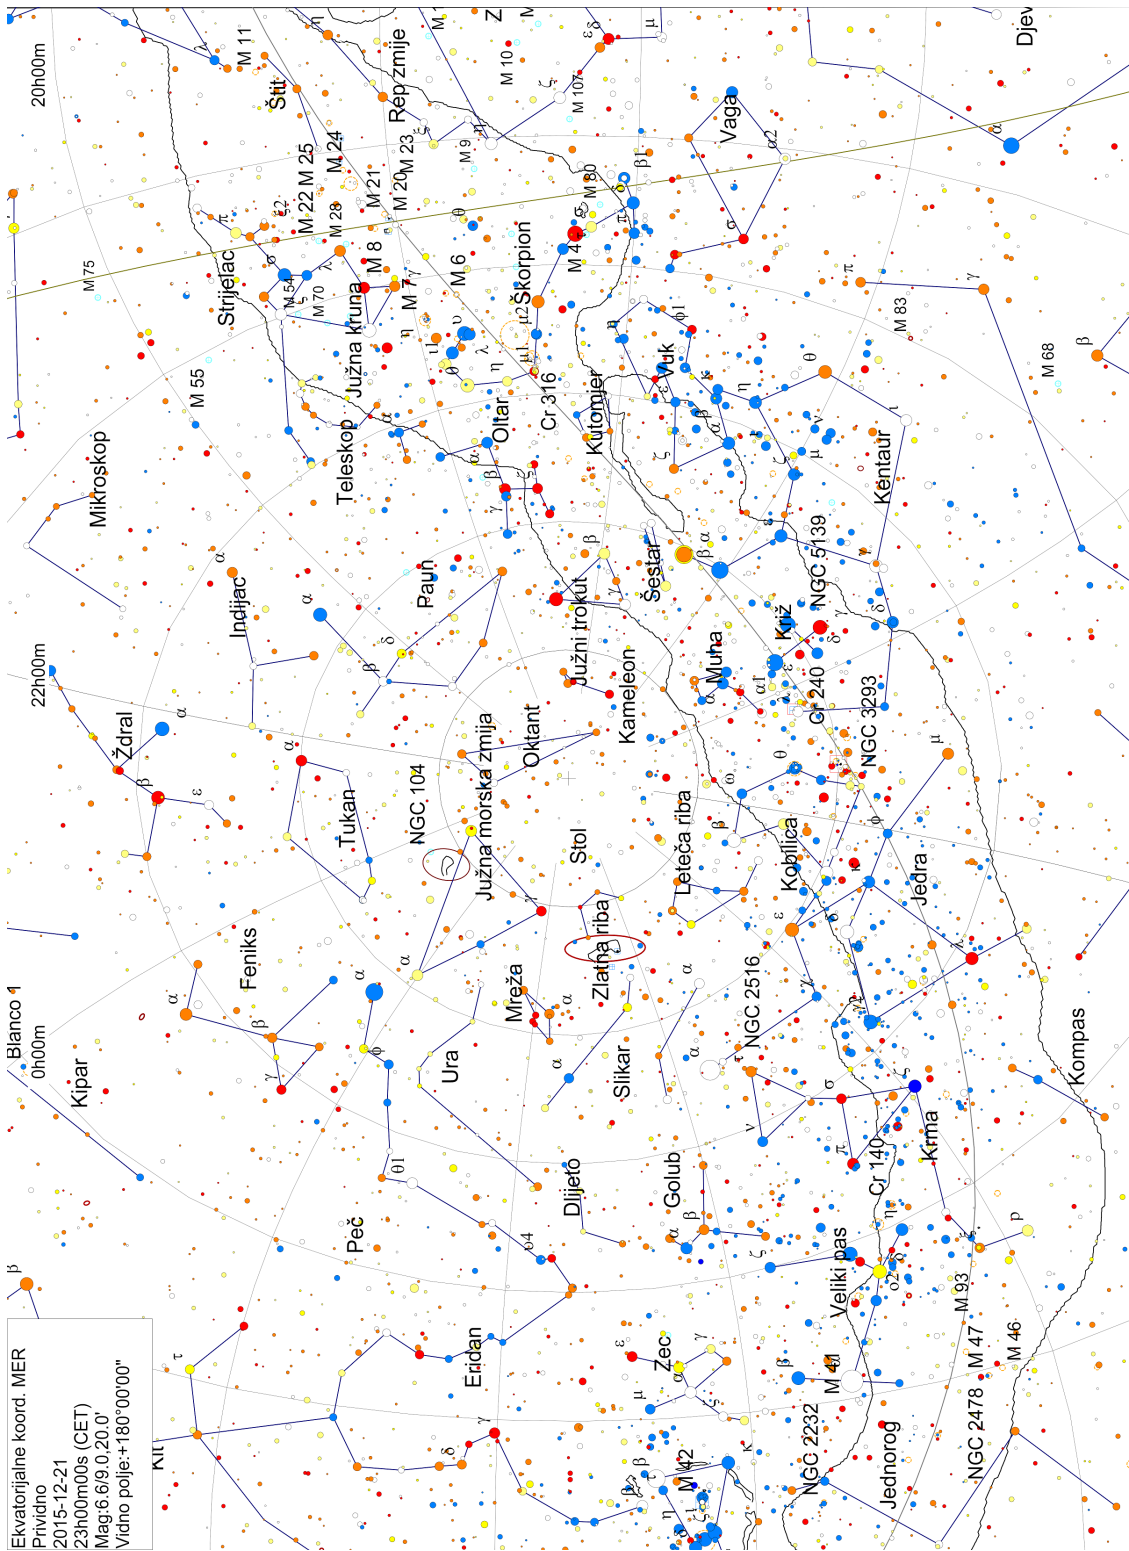 Ekvatorijalne koord. MER
Prividno
2015-12-21
23h00m00s (CET)
Mag:6.6/9.0,20.0'
Vidno polje:+180°00'00"
20h00m
22h00m
0h00m
Blanco 1
Kipar
Feniks
Ždral
Mikroskop
Indijac
Tukan
NGC 104
Paun
Teleskop
Južna kruna
Strijelac
Štit
Rep zmije
M 11
M 25
M 24
M 22
M 28
M 21
M 20
M 23
M 9
M 10
M 107
M 80
M 4
M 8
M 7
M 6
M 54
M 70
M 55
M 75
Škorpion
Oltar
Cr 316
Kutomjer
Vuk
Vaga
Djev
M 83
M 68
Kentar
NGC 5139
Šestar
Južni trokut
Kameleon
Muha
Križ
Cr 240
NGC 3293
Oktant
Južna morska zmija
Stol
Leteča riba
Kobilica
Jedra
Zlatna riba
Mreža
Ura
Slikar
NGC 2516
Kompas
Krma
Cr 140
Golub
Dlijeto
Peč
Eridan
Zec
Veliki pas
M 41
M 93
M 47
M 46
NGC 2478
NGC 2232
Jednorog
M 42
Kit